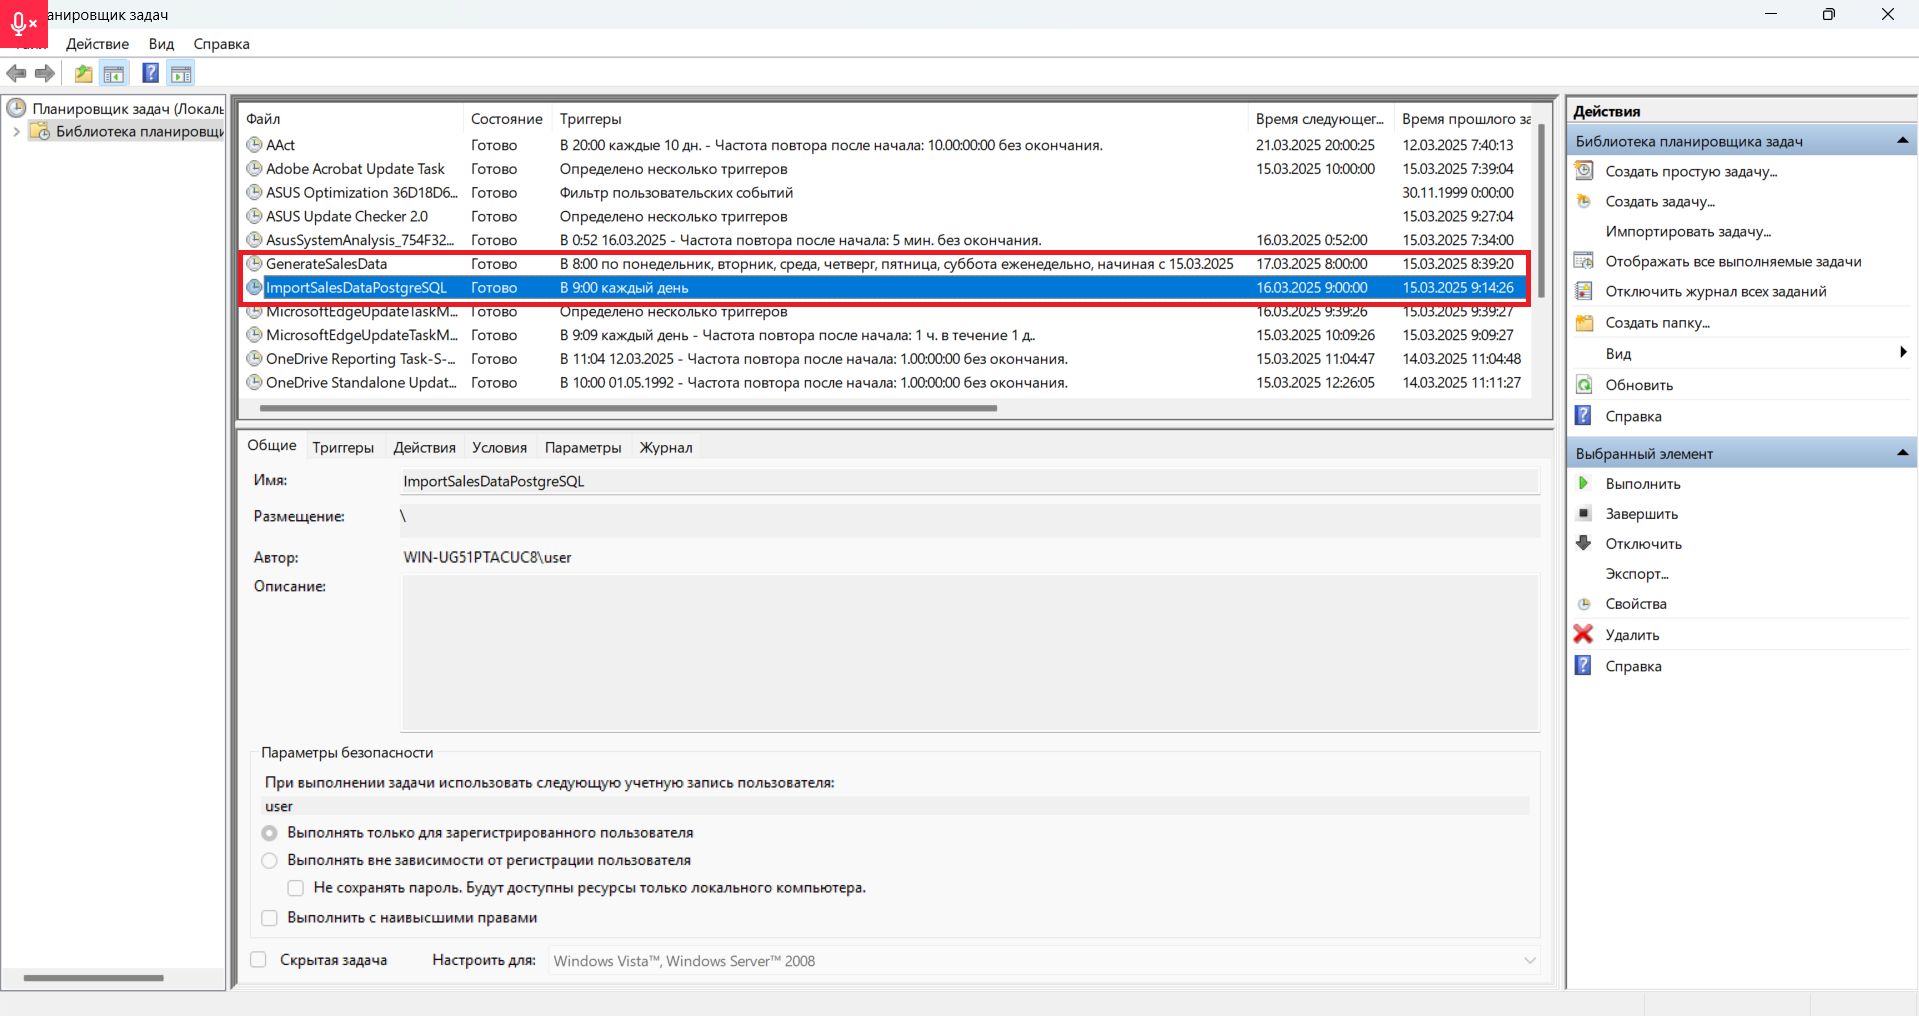 анировщик задач
Действие Вид Справка
Планировщик задач (Локаль
Библиотека планировщи
Файл Состояние Триггеры Время следующег... Время прошлого за
AAct Готово В 20:00 каждые 10 дн. - Частота повтора после начала: 10.00:00:00 без окончания. 21.03.2025 20:00:25 12.03.2025 7:40:13
Adobe Acrobat Update Task Готово Определено несколько триггеров 15.03.2025 10:00:00 15.03.2025 7:39:04
ASUS Optimization 36D18D6... Готово Фильтр пользовательских событий 30.11.1999 0:00:00
ASUS Update Checker 2.0 Готово Определено несколько триггеров 15.03.2025 9:27:04
AsusSystemAnalysis_754F32... Готово В 0:52 16.03.2025 - Частота повтора после начала: 5 мин. без окончания. 16.03.2025 0:52:00 15.03.2025 7:34:00
GenerateSalesData Готово В 8:00 по понедельник, вторник, среда, четверг, пятница, суббота еженедельно, начиная с 15.03.2025 17.03.2025 8:00:00 15.03.2025 8:39:20
ImportSalesDataPostgreSQL Готово В 9:00 каждый день 16.03.2025 9:00:00 15.03.2025 9:14:26
MicrosoftEdgeUpdateTaskM... Готово Определено несколько триггеров 16.03.2025 9:39:26 15.03.2025 9:39:27
MicrosoftEdgeUpdateTaskM... Готово В 9:09 каждый день - Частота повтора после начала: 1 ч. в течение 1 д.. 15.03.2025 10:09:26 15.03.2025 9:09:27
OneDrive Reporting Task-S-... Готово В 11:04 12.03.2025 - Частота повтора после начала: 1.00:00:00 без окончания. 15.03.2025 11:04:47 14.03.2025 11:04:48
OneDrive Standalone Updat... Готово В 10:00 01.05.1992 - Частота повтора после начала: 1.00:00:00 без окончания. 15.03.2025 12:26:05 14.03.2025 11:11:27
Общие Триггеры Действия Условия Параметры Журнал
Имя: ImportSalesDataPostgreSQL
Размещение: \
Автор: WIN-UG51PTACUC8\user
Описание:
Параметры безопасности
При выполнении задачи использовать следующую учетную запись пользователя:
user
Выполнять только для зарегистрированного пользователя
Выполнять вне зависимости от регистрации пользователя
Не сохранять пароль. Будут доступны ресурсы только локального компьютера.
Выполнить с наивысшими правами
Скрытая задача Настроить для: Windows Vista™, Windows Server™ 2008
Действия
Библиотека планировщика задач
Создать простую задачу...
Создать задачу...
Импортировать задачу...
Отображать все выполняемые задачи
Отключить журнал всех заданий
Создать папку...
Вид
Обновить
Справка
Выбранный элемент
Выполнить
Завершить
Отключить
Экспорт...
Свойства
Удалить
Справка